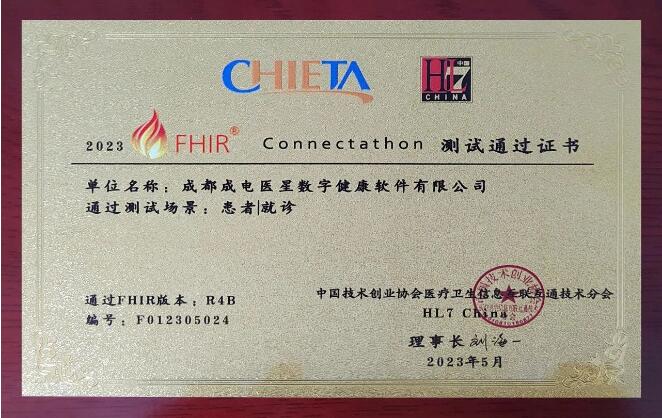 CHIETA
中国
HL7
CHINA
2023 FHIR® Connectathon 测试通过证书
单位名称：成都成电医星数字健康软件有限公司
通过测试场景：患者|就诊
通过FHIR版本：R4B
编号：F012305024
中国技术创业协会医疗卫生信息互联互通技术分会
HL7 China
理事长 刘海一
2023年5月